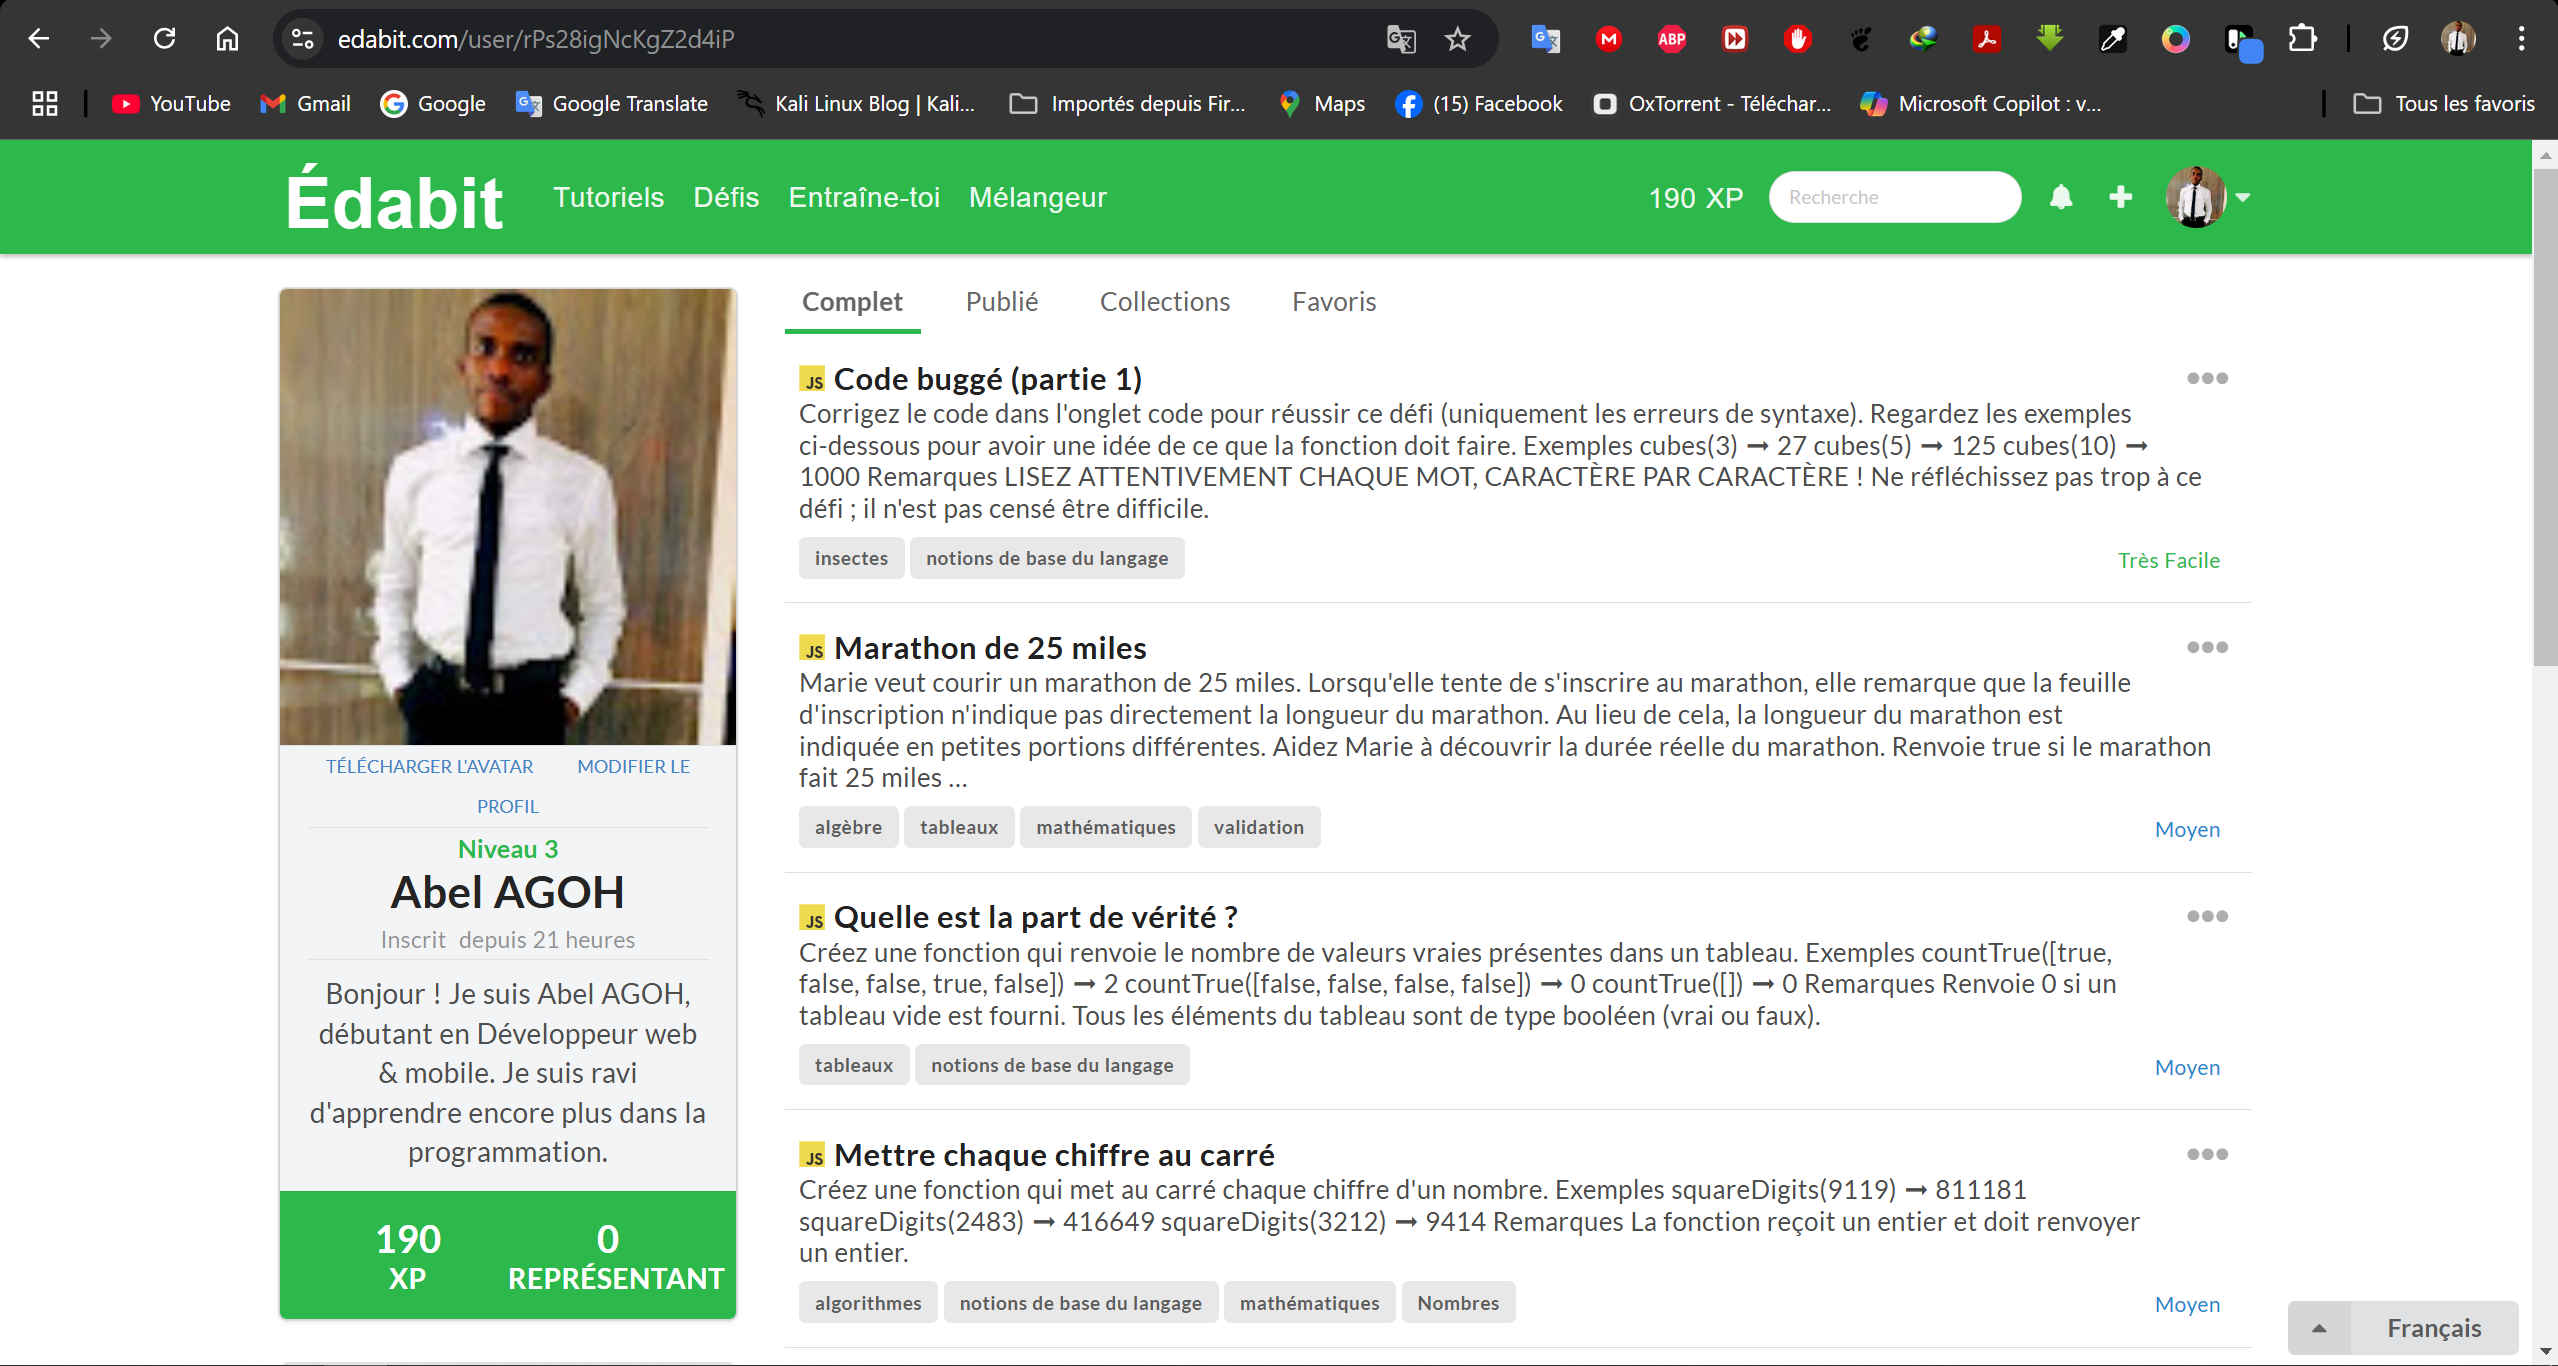 edabit.com/user/rPs28igNcKgZ2d4iP
ABP
YouTube
Gmail
Google
Google Translate
Kali Linux Blog | Kali...
Importés depuis Fir...
Maps
(15) Facebook
OxTorrent - Téléchar...
Microsoft Copilot : v...
Tous les favoris
Édabit
Tutoriels
Défis
Entraîne-toi
Mélangeur
190 XP
Recherche
TÉLÉCHARGER L'AVATAR
MODIFIER LE
PROFIL
Niveau 3
Abel AGOH
Inscrit depuis 21 heures
Bonjour ! Je suis Abel AGOH,
débutant en Développeur web
& mobile. Je suis ravi
d'apprendre encore plus dans la
programmation.
190
XP
0
REPRÉSENTANT
Complet
Publié
Collections
Favoris
JS Code buggé (partie 1)
Corrigez le code dans l'onglet code pour réussir ce défi (uniquement les erreurs de syntaxe). Regardez les exemples
ci-dessous pour avoir une idée de ce que la fonction doit faire. Exemples cubes(3) ➞ 27 cubes(5) ➞ 125 cubes(10) ➞
1000 Remarques LISEZ ATTENTIVEMENT CHAQUE MOT, CARACTÈRE PAR CARACTÈRE ! Ne réfléchissez pas trop à ce
défi ; il n'est pas censé être difficile.
insectes
notions de base du langage
Très Facile
JS Marathon de 25 miles
Marie veut courir un marathon de 25 miles. Lorsqu'elle tente de s'inscrire au marathon, elle remarque que la feuille
d'inscription n'indique pas directement la longueur du marathon. Au lieu de cela, la longueur du marathon est
indiquée en petites portions différentes. Aidez Marie à découvrir la durée réelle du marathon. Renvoie true si le marathon
fait 25 miles ...
algèbre
tableaux
mathématiques
validation
Moyen
JS Quelle est la part de vérité ?
Créez une fonction qui renvoie le nombre de valeurs vraies présentes dans un tableau. Exemples countTrue([true,
false, false, true, false]) ➞ 2 countTrue([false, false, false, false]) ➞ 0 countTrue([]) ➞ 0 Remarques Renvoie 0 si un
tableau vide est fourni. Tous les éléments du tableau sont de type booléen (vrai ou faux).
tableaux
notions de base du langage
Moyen
JS Mettre chaque chiffre au carré
Créez une fonction qui met au carré chaque chiffre d'un nombre. Exemples squareDigits(9119) ➞ 811181
squareDigits(2483) ➞ 416649 squareDigits(3212) ➞ 9414 Remarques La fonction reçoit un entier et doit renvoyer
un entier.
algorithmes
notions de base du langage
mathématiques
Nombres
Moyen
Français